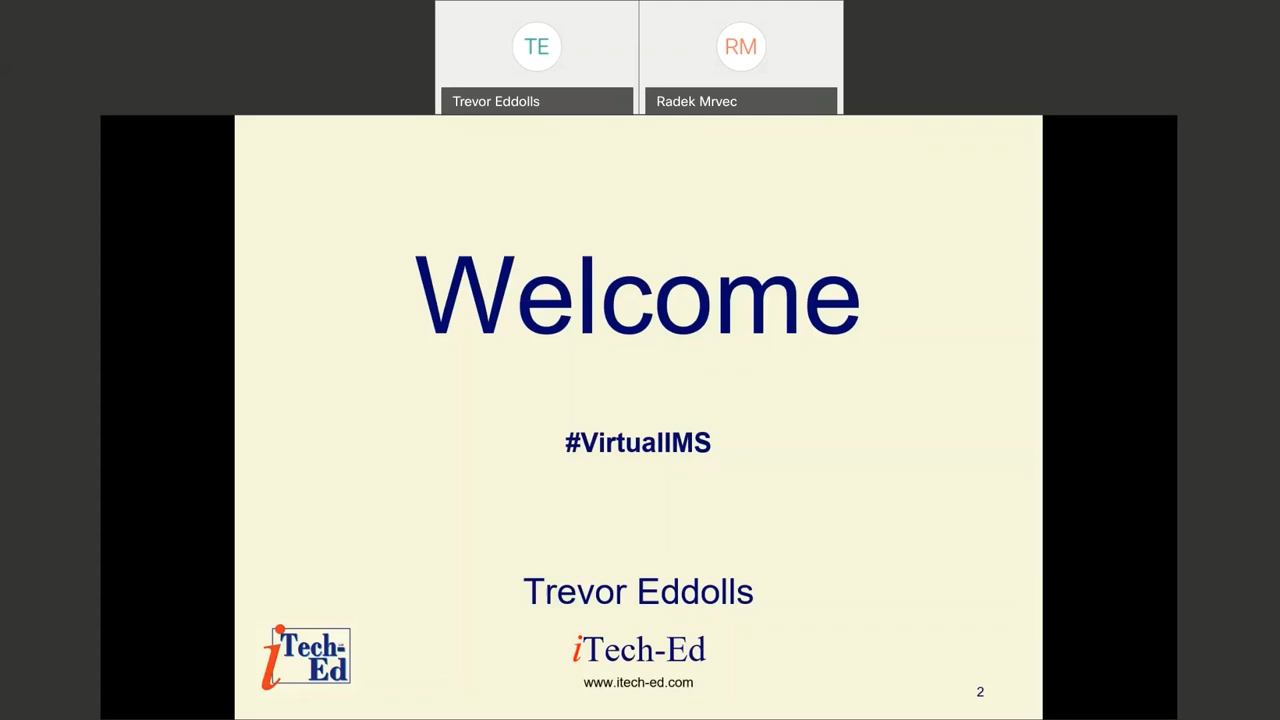 TE
RM
Trevor Eddolls
Radek Mrvec
Welcome
#VirtualIMS
Trevor Eddolls
iTech-Ed
www.itech-ed.com
iTech-
Ed
2